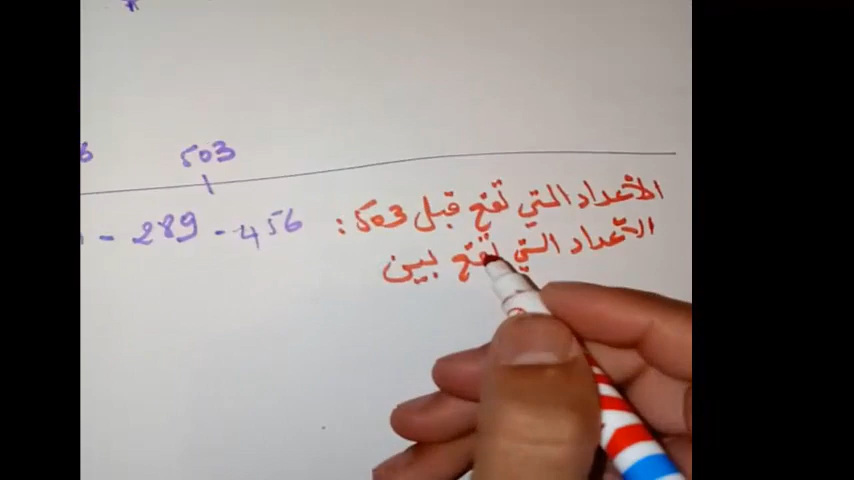 503
الأعداد التي تقع قبل 503 : 456 - 289 -
الأعداد التي تقع بين